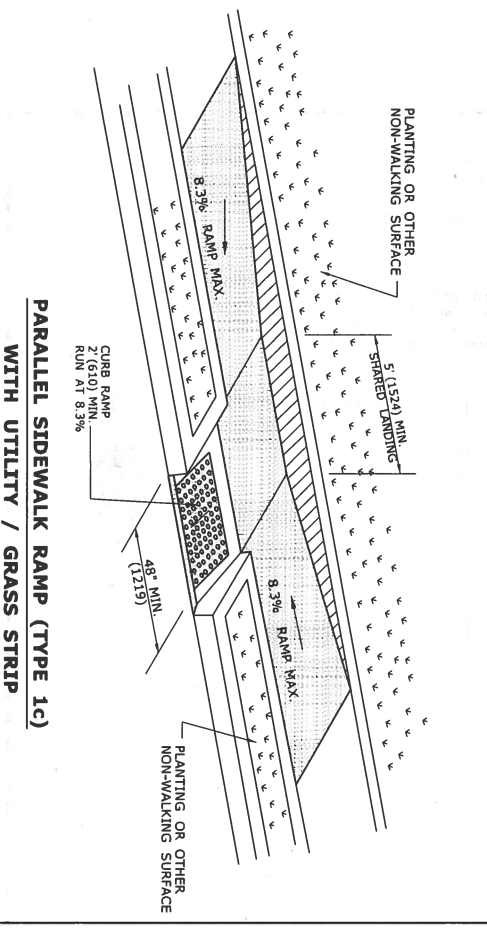 PLANTING OR OTHER
NON-WALKING SURFACE
5' (1524) MIN.
SHARED LANDING
8.3% RAMP MAX.
8.3% RAMP MAX.
CURB RAMP
2' (610) MIN.
RUN AT 8.3%
48" MIN.
(1219)
PLANTING OR OTHER
NON-WALKING SURFACE
PARALLEL SIDEWALK RAMP (TYPE 1c)
WITH UTILITY / GRASS STRIP